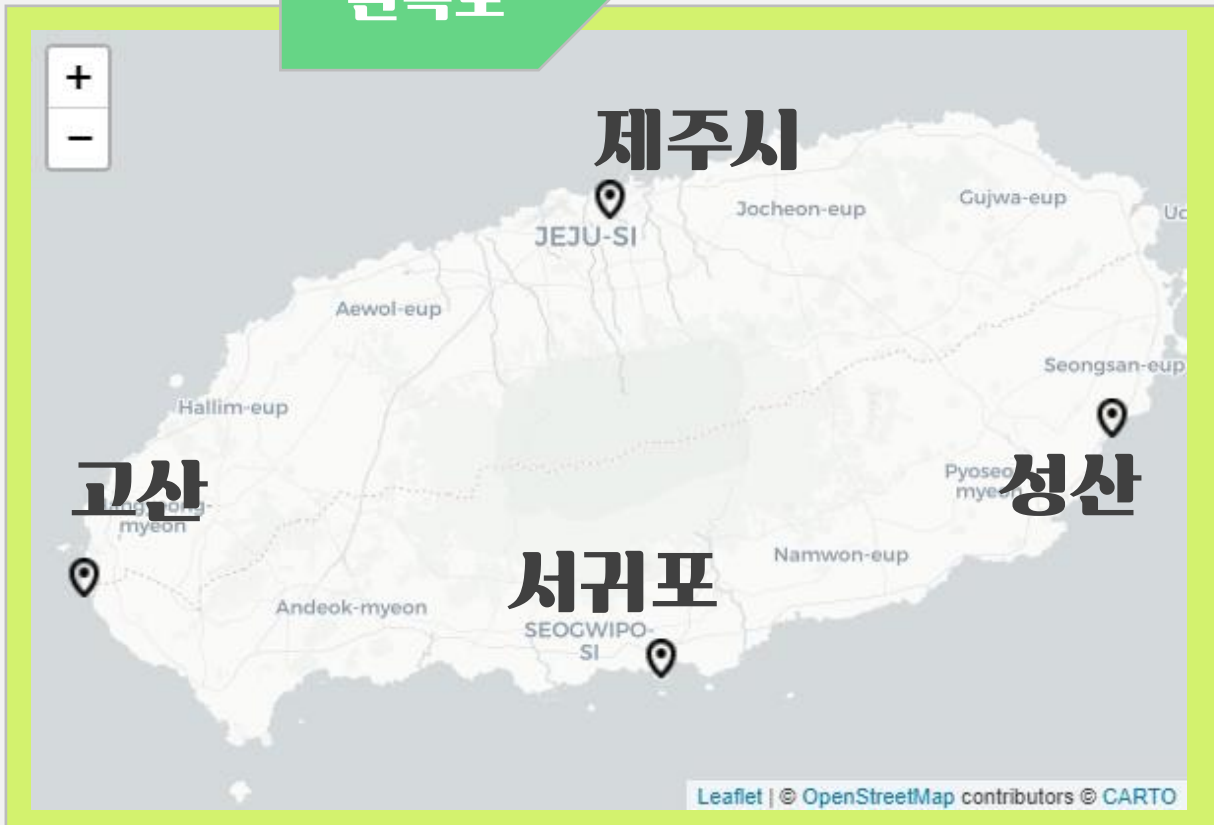 +
−
제주시
JEJU-SI
Jocheon-eup
Gujwa-eup
Aewol-eup
Seongsan-eup
Hallim-eup
고산
myeon
성산
myeon
서귀포
Namwon-eup
Andeok-myeon
SEOGWIPO-
SI
Leaflet | © OpenStreetMap contributors © CARTO